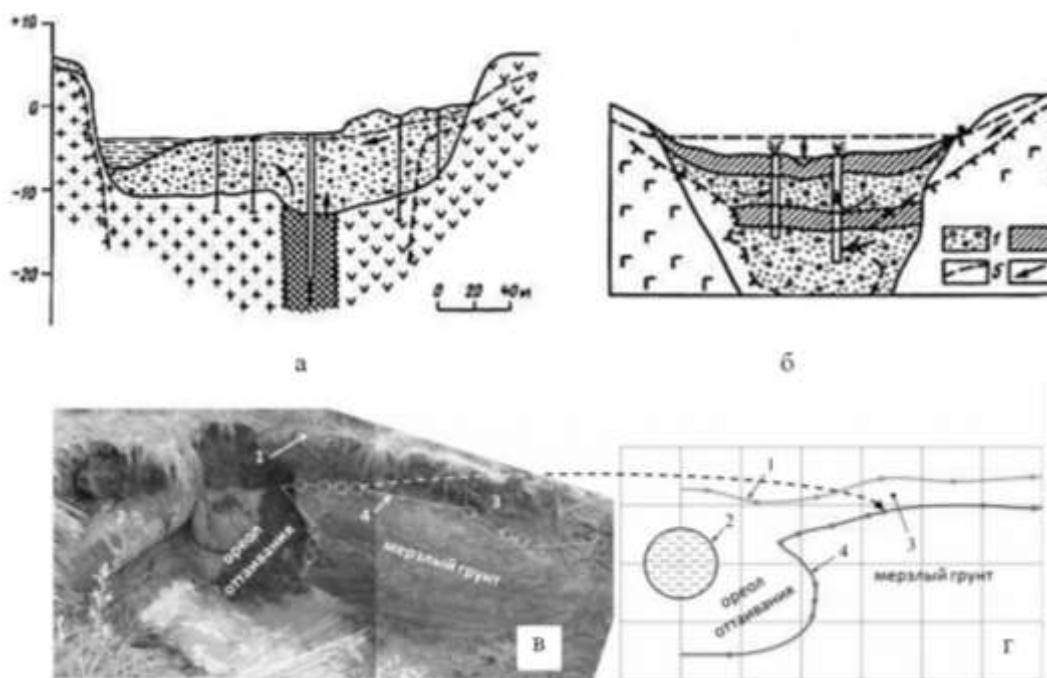 +10
0
-10
-20
0 20 40 м
1
5
а
б
2
4
3
ореол
оттаивания
мерзлый грунт
В
1
2
3
4
ореол
оттаивания
мерзлый грунт
Г